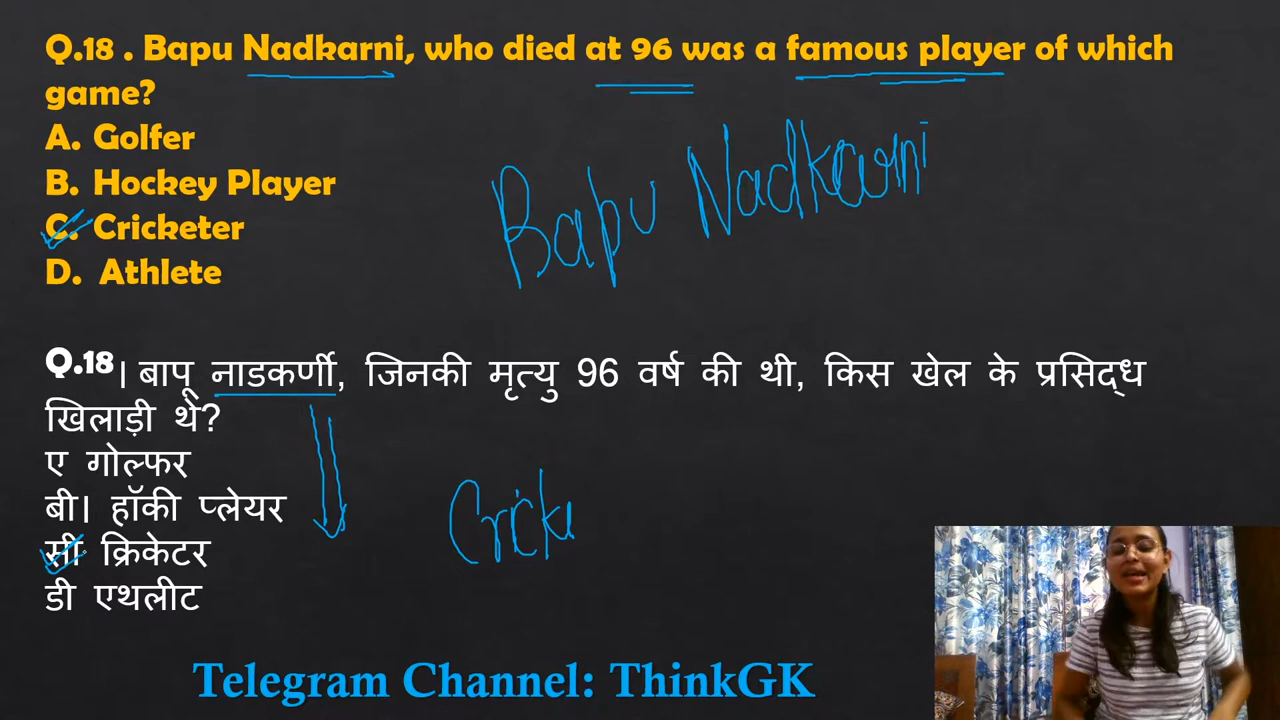 Q.18 . Bapu Nadkarni, who died at 96 was a famous player of which
game?
A. Golfer
B. Hockey Player
C. Cricketer
D. Athlete
Bapu Nadkarni
Q.18। बापू नाडकर्णी, जिनकी मृत्यु 96 वर्ष की थी, किस खेल के प्रसिद्ध
खिलाड़ी थे?
ए गोल्फर
बी। हॉकी प्लेयर
सी क्रिकेटर
डी एथलीट
Cricke
Telegram Channel: ThinkGK